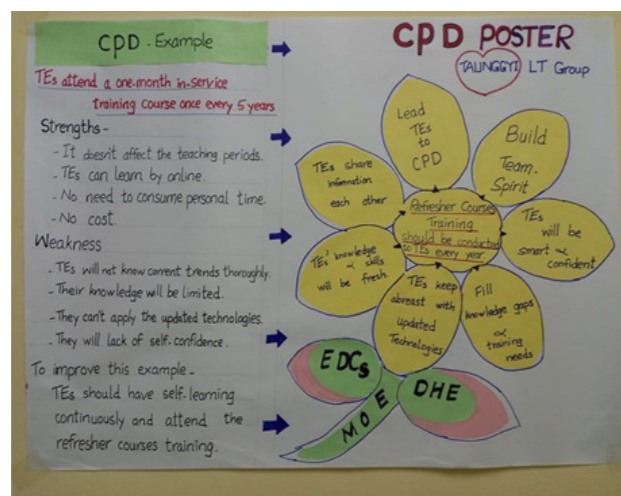 CPD - Example
TEs attend a one-month in-service
training course once every 5 years
Strengths -
- It doesn't affect the teaching periods.
- TEs can learn by online.
- No need to consume personal time.
- No cost.
Weakness
- TEs will not know current trends thoroughly.
- Their knowledge will be limited.
- They can't apply the updated technologies.
- They will lack of self-confidence.
To improve this example -
TEs should have self-learning
continuously and attend the
refresher courses training.
CPD POSTER
TAUNGGYI LT Group
Lead
TEs
to
CPD
Build
Team
Spirit
TEs
will be
smart &
confident
Fill
knowledge gaps
&
training
needs
TEs keep
abreast with
updated
Technologies
TEs' knowledge
& skills
will be fresh.
TEs share
information
each other
Refresher Courses
Training
should be conducted
to TEs every year.
EDCs
DHE
MOE